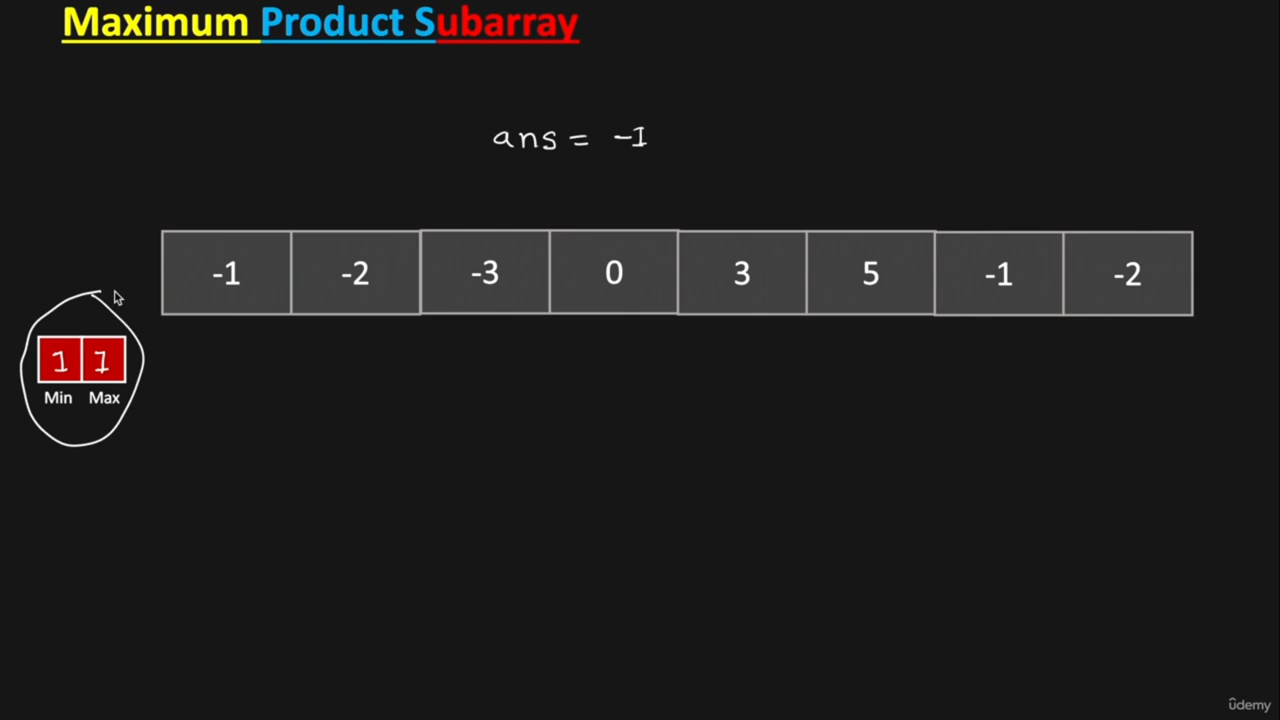 Maximum Product Subarray
ans = -1
-1 -2 -3 0 3 5 -1 -2
1 1
Min Max
ûdemy